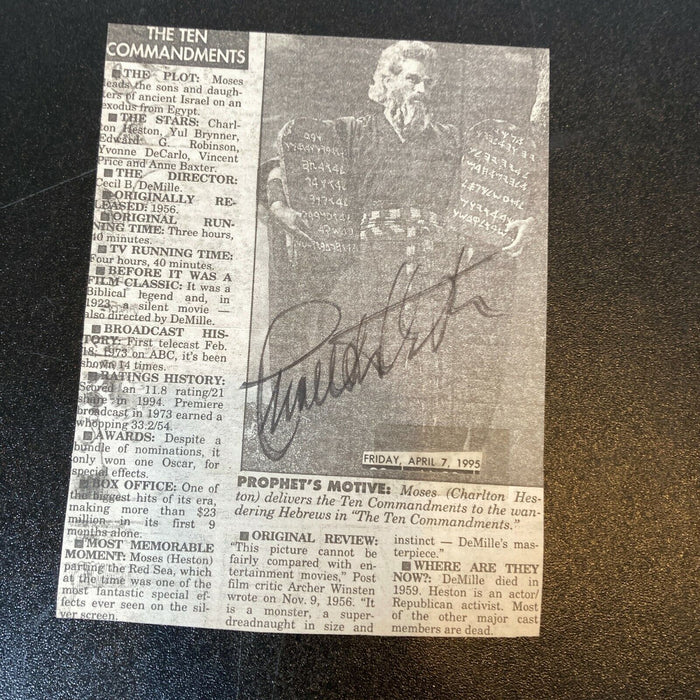 THE TEN
COMMANDMENTS
■ THE PLOT: Moses
leads the sons and daugh-
ters of ancient Israel on an
exodus from Egypt.
■ THE STARS: Charl-
ton Heston, Yul Brynner,
Edward G. Robinson,
Yvonne DeCarlo, Vincent
Price and Anne Baxter.
■ THE DIRECTOR:
Cecil B. DeMille.
■ ORIGINALLY RE-
LEASED: 1956.
■ ORIGINAL RUN-
NING TIME: Three hours,
40 minutes.
■ TV RUNNING TIME:
Four hours, 40 minutes.
■ BEFORE IT WAS A
FILM CLASSIC: It was a
Biblical legend and, in
1923, a silent movie —
also directed by DeMille.
■ BROADCAST HIS-
TORY: First telecast Feb.
18, 1973 on ABC, it's been
shown 14 times.
■ RATINGS HISTORY:
Scored an 11.8 rating/21
share in 1994. Premiere
broadcast in 1973 earned a
whopping 33.2/54.
■ AWARDS: Despite a
bundle of nominations, it
only won one Oscar, for
special effects.
■ BOX OFFICE: One of
the biggest hits of its era,
making more than $23
million in its first 9
months alone.
■ MOST MEMORABLE
MOMENT: Moses (Heston)
parting the Red Sea, which
at the time was one of the
most fantastic special ef-
fects ever seen on the sil-
ver screen.
Charlton Heston
FRIDAY, APRIL 7, 1995
PROPHET'S MOTIVE: Moses (Charlton Hes-
ton) delivers the Ten Commandments to the wan-
dering Hebrews in "The Ten Commandments."
■ ORIGINAL REVIEW:
"This picture cannot be
fairly compared with en-
tertainment movies," Post
film critic Archer Winsten
wrote on Nov. 9, 1956. "It
is a monster, a super-
dreadnaught in size and
instinct — DeMille's mas-
terpiece."
■ WHERE ARE THEY
NOW?: DeMille died in
1959. Heston is an actor/
Republican activist. Most
of the other major cast
members are dead.